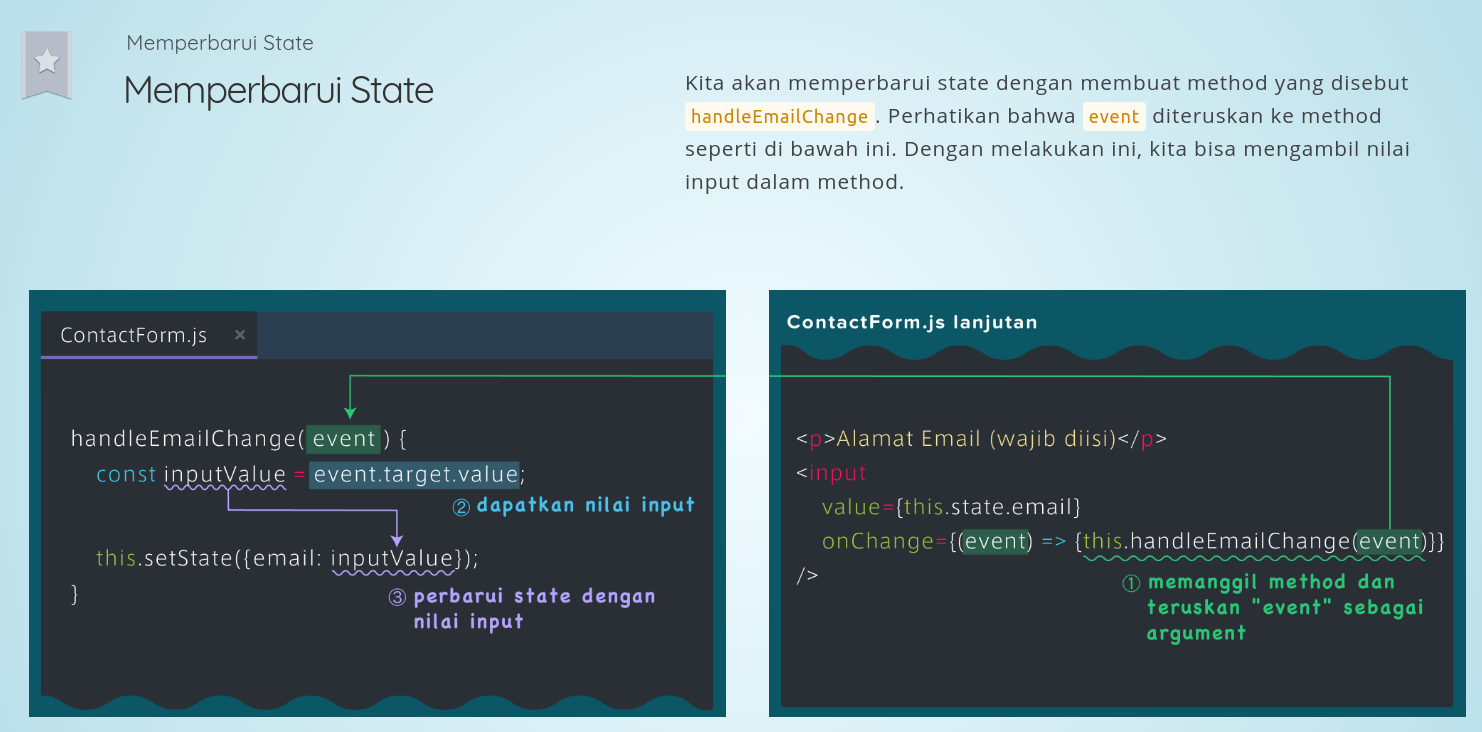 Memperbarui State
Memperbarui State
Kita akan memperbarui state dengan membuat method yang disebut
handleEmailChange. Perhatikan bahwa event diteruskan ke method
seperti di bawah ini. Dengan melakukan ini, kita bisa mengambil nilai
input dalam method.
ContactForm.js ×
handleEmailChange(event) {
const inputValue = event.target.value;
② dapatkan nilai input
this.setState({email: inputValue});
}
③ perbarui state dengan
nilai input
ContactForm.js lanjutan
<p>Alamat Email (wajib diisi)</p>
<input
value={this.state.email}
onChange={(event) => {this.handleEmailChange(event)}}
/>
① memanggil method dan
teruskan "event" sebagai
argument